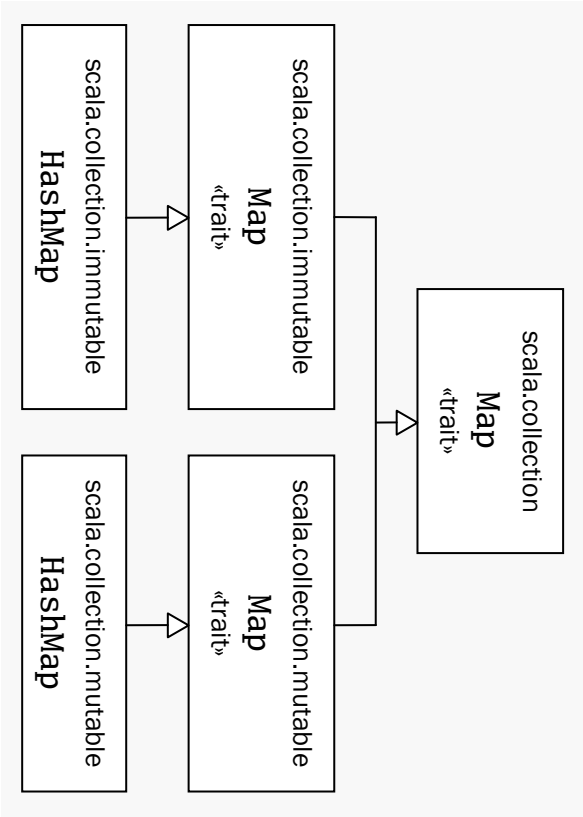 scala.collection
Map
«trait»
scala.collection.immutable
Map
«trait»
scala.collection.mutable
Map
«trait»
scala.collection.immutable
HashMap
scala.collection.mutable
HashMap